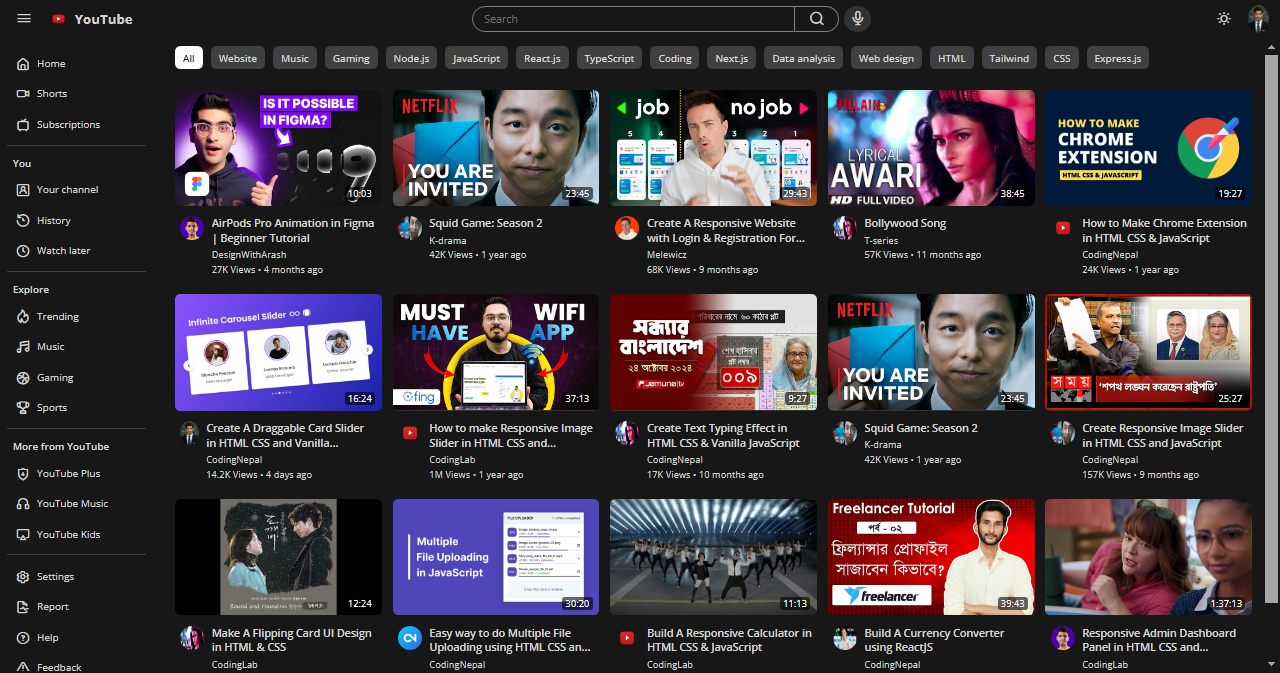 YouTube
Search
All
Website
Music
Gaming
Node.js
JavaScript
React.js
TypeScript
Coding
Next.js
Data analysis
Web design
HTML
Tailwind
CSS
Express.js
Home
Shorts
Subscriptions
You
Your channel
History
Watch later
Explore
Trending
Music
Gaming
Sports
More from YouTube
YouTube Plus
YouTube Music
YouTube Kids
Settings
Report
Help
Feedback
IS IT POSSIBLE
IN FIGMA?
10:03
AirPods Pro Animation in Figma
| Beginner Tutorial
DesignWithArash
27K Views • 4 months ago
NETFLIX
YOU ARE
INVITED
23:45
Squid Game: Season 2
K-drama
42K Views • 1 year ago
job
no job
5
4
3
2
1
29:43
Create A Responsive Website
with Login & Registration For...
Melewicz
68K Views • 9 months ago
VILLAIN
LYRICAL
AWARI
HD FULL VIDEO
38:45
Bollywood Song
T-series
57K Views • 11 months ago
HOW TO MAKE
CHROME
EXTENSION
HTML CSS & JAVASCRIPT
19:27
How to Make Chrome Extension
in HTML CSS & JavaScript
CodingNepal
24K Views • 1 year ago
Infinite Carousel Slider
16:24
Create A Draggable Card Slider
in HTML CSS and Vanilla...
CodingNepal
14.2K Views • 4 days ago
MUST
HAVE
WIFI
APP
fing
37:13
How to make Responsive Image
Slider in HTML CSS and...
CodingLab
1M Views • 1 year ago
পরিবারের নামে ৬০ কাঠার প্লট
সন্ধ্যার
বাংলাদেশ
২৪ অক্টোবর ২০২৪
Jamuna tv
শেখ হাসিনার
প্লট নম্বর
০০৯
9:27
Create Text Typing Effect in
HTML CSS & Vanilla JavaScript
CodingNepal
17K Views • 10 months ago
NETFLIX
YOU ARE
INVITED
23:45
Squid Game: Season 2
K-drama
42K Views • 1 year ago
সময়
‘শপথ লঙ্ঘন করেছেন রাষ্ট্রপতি’
25:27
Create Responsive Image Slider
in HTML CSS and JavaScript
CodingNepal
157K Views • 9 months ago
12:24
Make A Flipping Card UI Design
in HTML & CSS
CodingLab
Multiple
File Uploading
in JavaScript
FILE UPLOADER
30:20
Easy way to do Multiple File
Uploading using HTML CSS an...
CodingNepal
11:13
Build A Responsive Calculator in
HTML CSS & JavaScript
CodingLab
Freelancer Tutorial
পর্ব - ০২
ফ্রিল্যান্সার প্রোফাইল
সাজাবেন কিভাবে?
freelancer
39:43
Build A Currency Converter
using ReactJS
CodingNepal
1:37:13
Responsive Admin Dashboard
Panel in HTML CSS and...
CodingLab